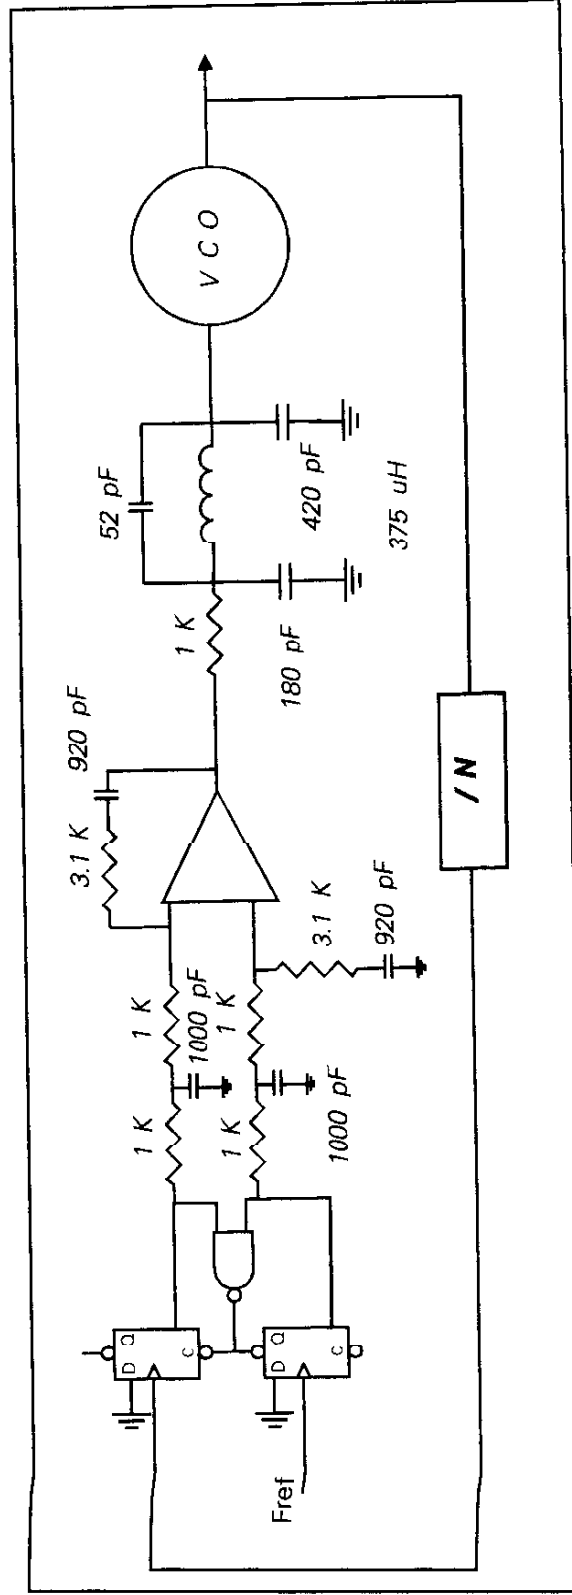 Fref
D
Q
C
D
Q
C
1 K
1 K
1000 pF
1000 pF
1 K
1 K
3.1 K
920 pF
3.1 K
920 pF
1 K
180 pF
52 pF
420 pF
375 uH
V C O
/ N